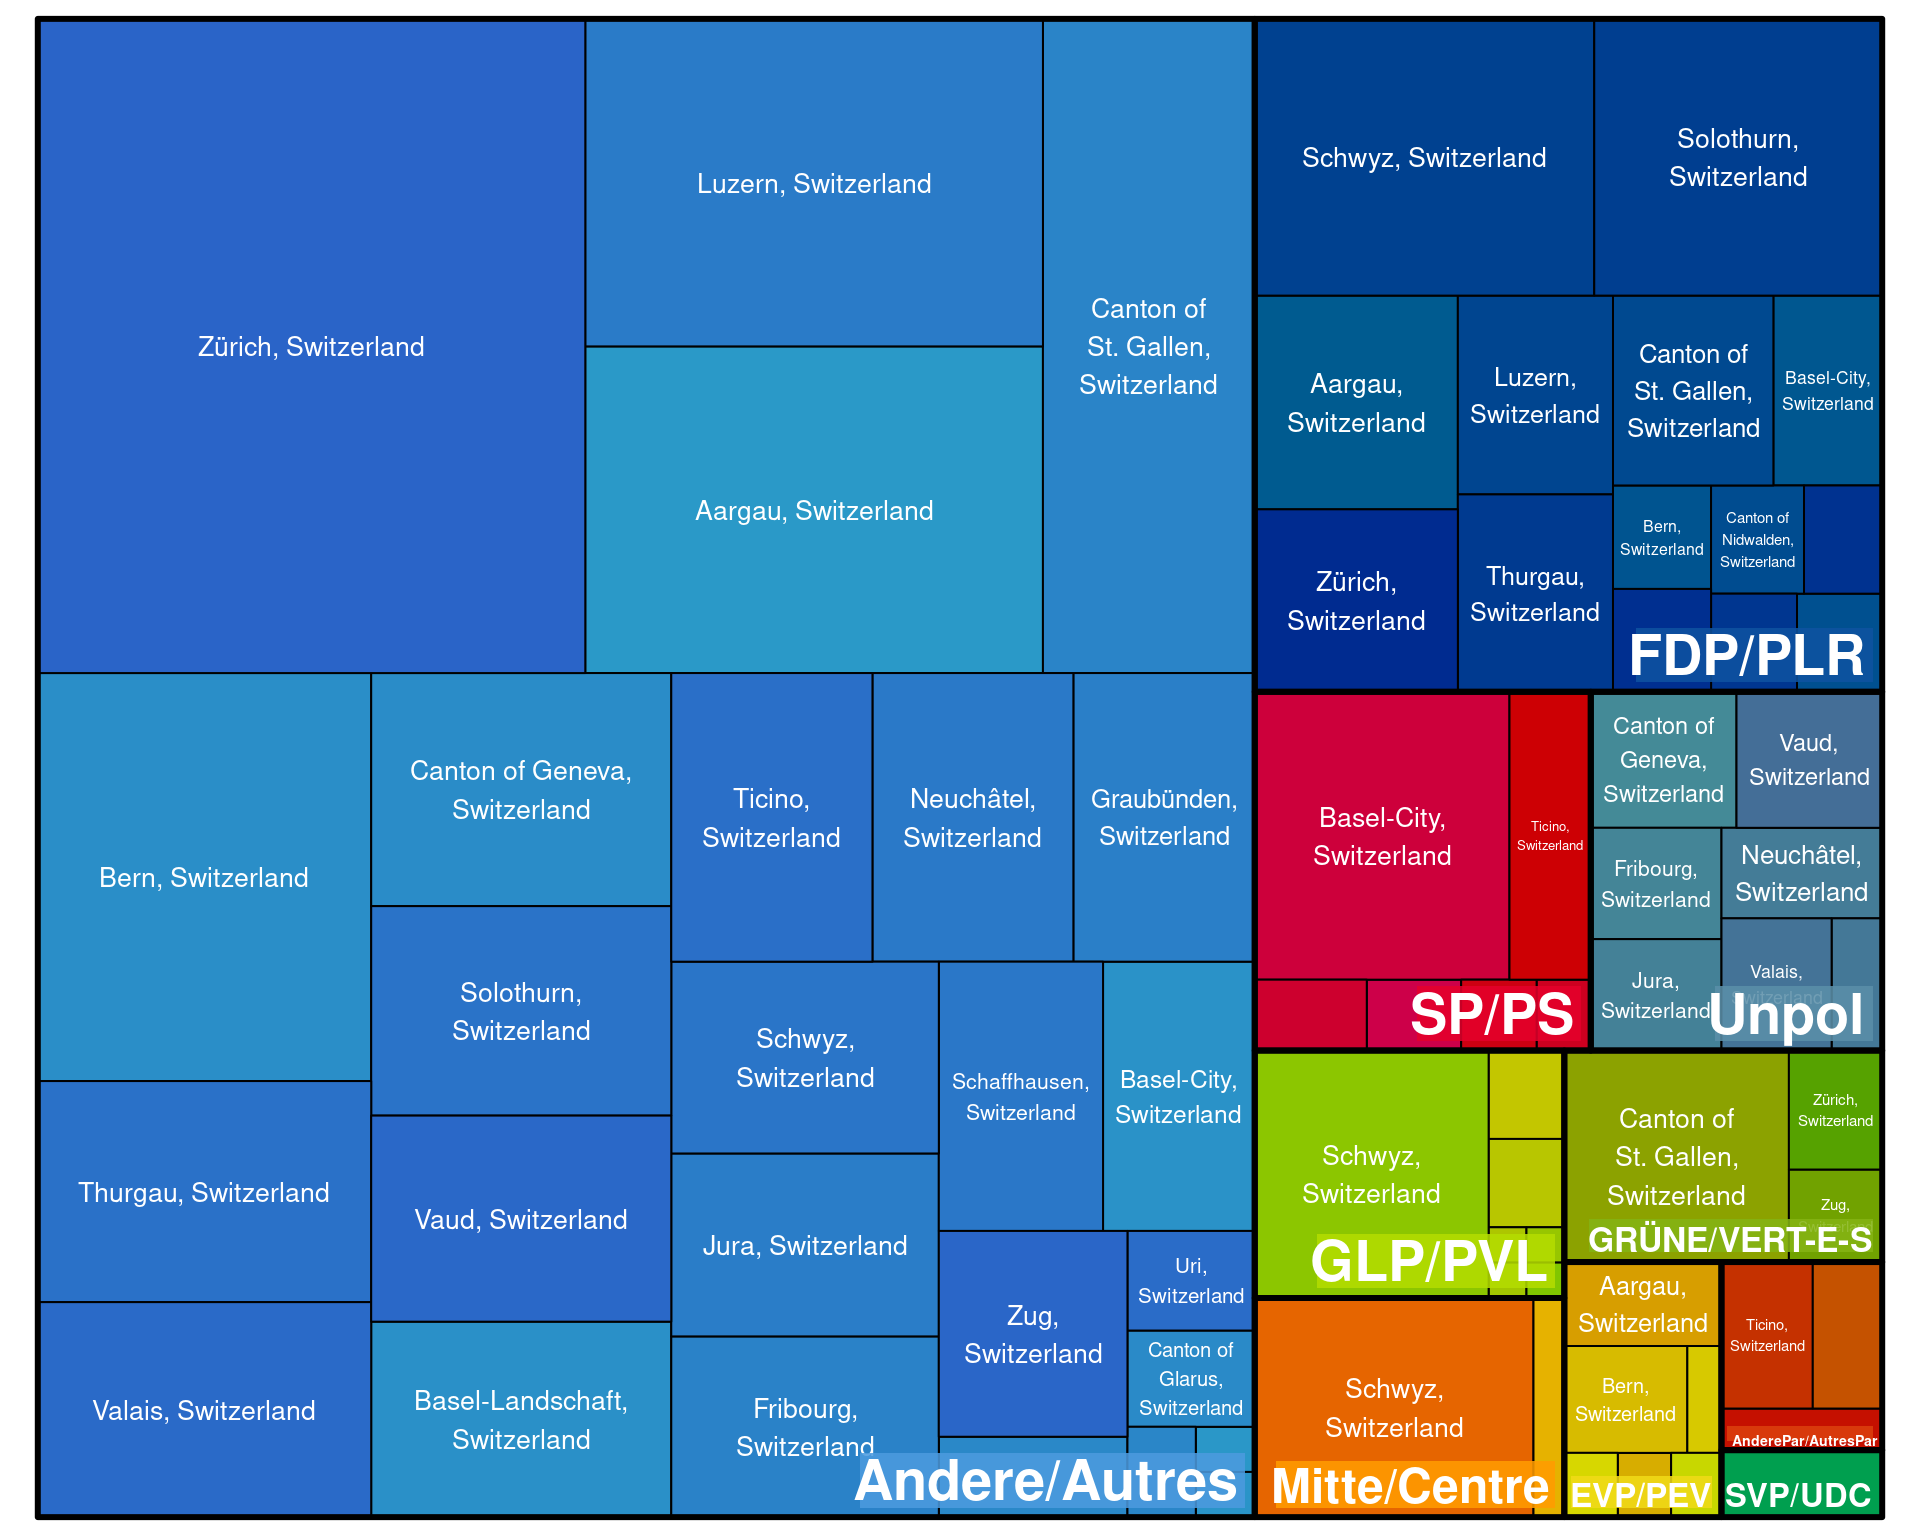 Zürich, Switzerland
Luzern, Switzerland
Aargau, Switzerland
Canton of
St. Gallen,
Switzerland
Bern, Switzerland
Thurgau, Switzerland
Valais, Switzerland
Canton of Geneva,
Switzerland
Solothurn,
Switzerland
Vaud, Switzerland
Basel-Landschaft,
Switzerland
Ticino,
Switzerland
Neuchâtel,
Switzerland
Graubünden,
Switzerland
Schwyz,
Switzerland
Jura, Switzerland
Fribourg,
Switzerland
Schaffhausen,
Switzerland
Basel-City,
Switzerland
Zug,
Switzerland
Uri,
Switzerland
Canton of
Glarus,
Switzerland
Andere/Autres
Schwyz, Switzerland
Solothurn,
Switzerland
Aargau,
Switzerland
Zürich,
Switzerland
Luzern,
Switzerland
Thurgau,
Switzerland
Canton of
St. Gallen,
Switzerland
Basel-City,
Switzerland
Bern,
Switzerland
Canton of
Nidwalden,
Switzerland
FDP/PLR
Basel-City,
Switzerland
Ticino,
Switzerland
SP/PS
Canton of
Geneva,
Switzerland
Vaud,
Switzerland
Fribourg,
Switzerland
Neuchâtel,
Switzerland
Jura,
Switzerland
Valais,
Switzerland
Unpol
Schwyz,
Switzerland
GLP/PVL
Canton of
St. Gallen,
Switzerland
Zürich,
Switzerland
Zug,
Switzerland
GRÜNE/VERT-E-S
Schwyz,
Switzerland
Mitte/Centre
Aargau,
Switzerland
Bern,
Switzerland
EVP/PEV
Ticino,
Switzerland
AnderePar/AutresPar
SVP/UDC